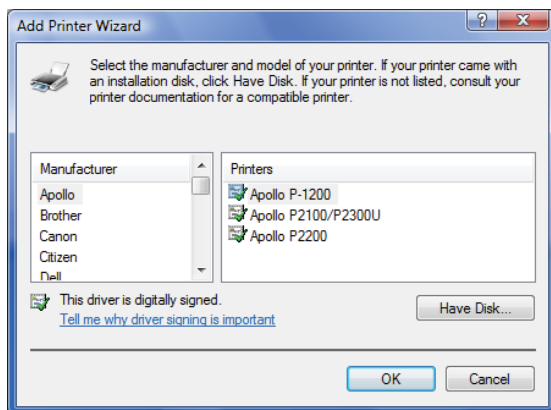 Add Printer Wizard
Select the manufacturer and model of your printer. If your printer came with
an installation disk, click Have Disk. If your printer is not listed, consult your
printer documentation for a compatible printer.
Manufacturer
Apollo
Brother
Canon
Citizen
Dell
Printers
Apollo P-1200
Apollo P2100/P2300U
Apollo P2200
This driver is digitally signed.
Tell me why driver signing is important
Have Disk...
OK
Cancel